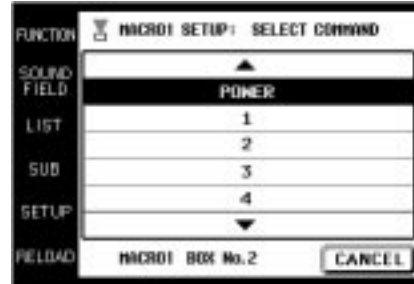 MACRO1 SETUP: SELECT COMMAND
FUNCTION
SOUND
FIELD
LIST
SUB
SETUP
RELOAD
POWER
1
2
3
4
MACRO1 BOX No.2
CANCEL